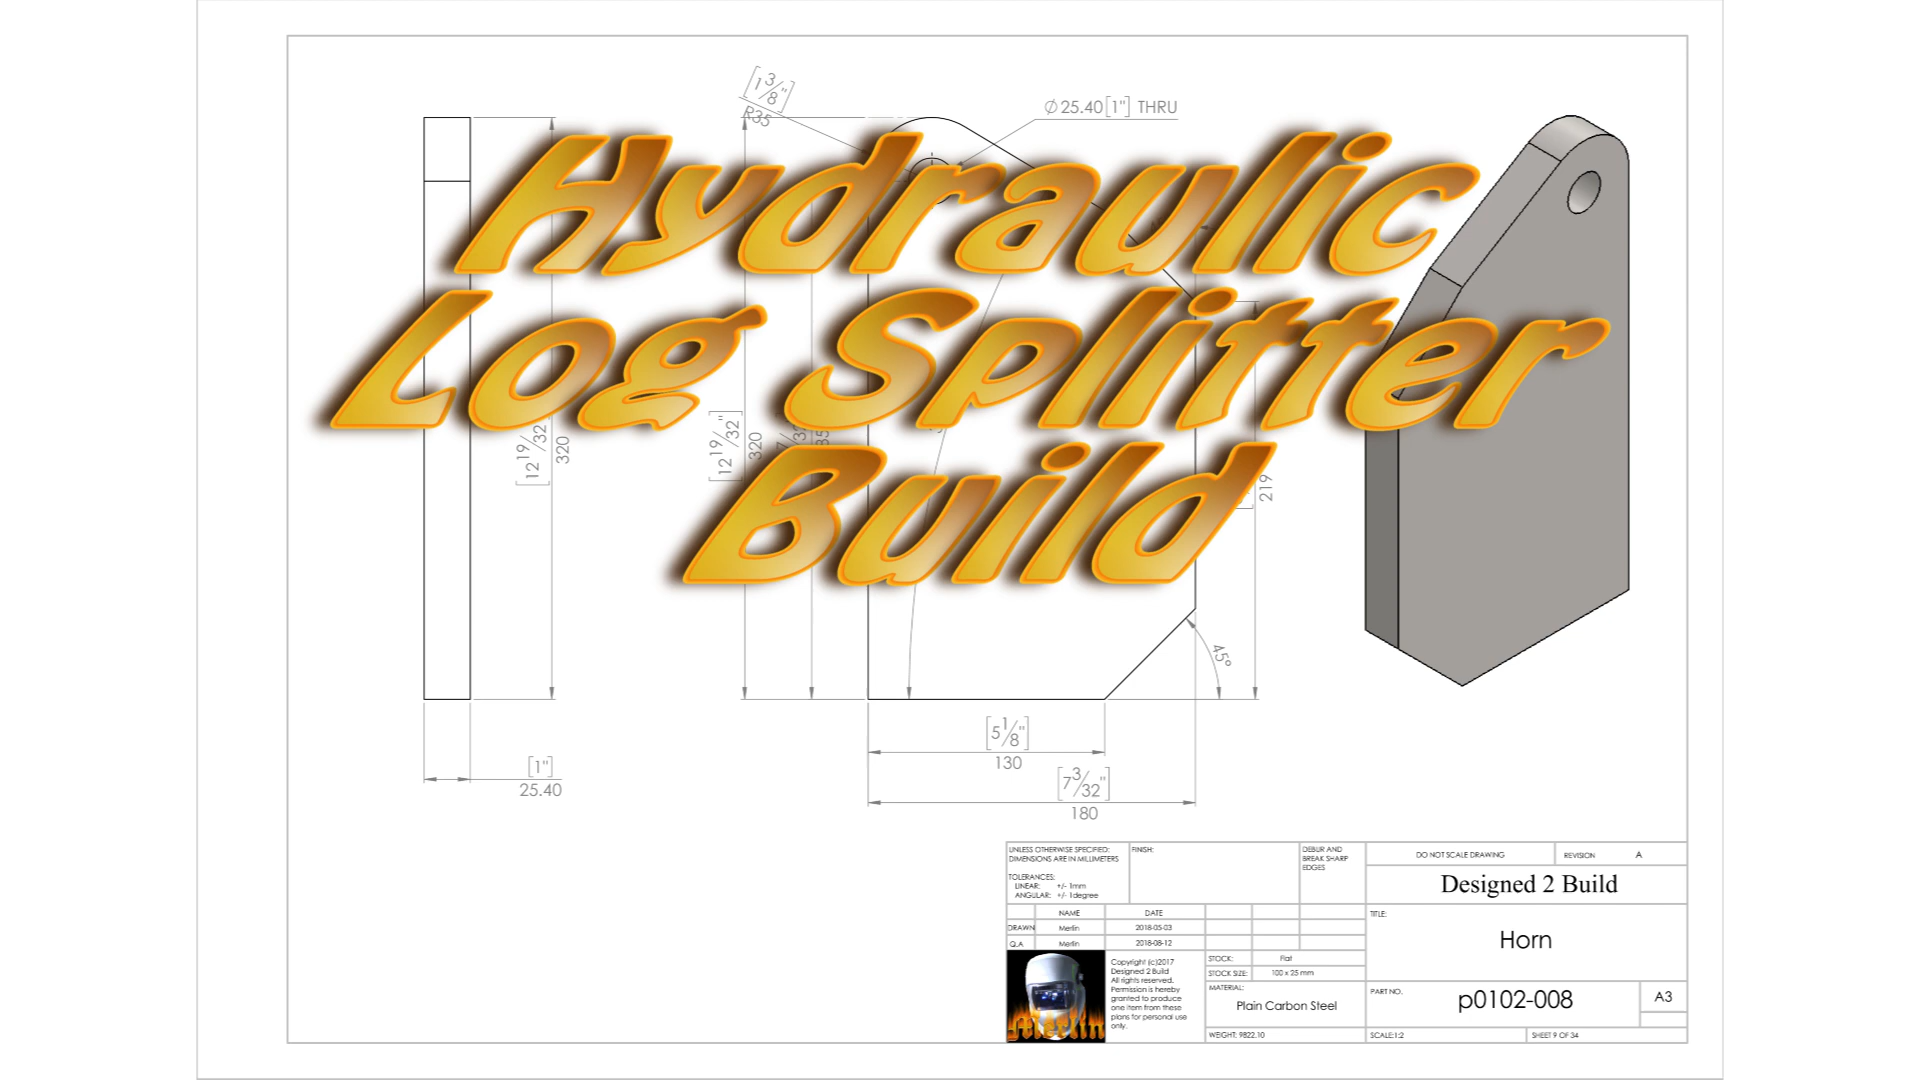 [1 3/8"]
R35
Ø25.40[1"] THRU
Hydraulic
Log Splitter
Build
[12 19/32"]
320
[12 19/32"]
320
219
45°
[5 1/8"]
130
[7 3/32"]
180
[1"]
25.40
UNLESS OTHERWISE SPECIFIED:
DIMENSIONS ARE IN MILLIMETERS
TOLERANCES:
LINEAR: +/- 1mm
ANGULAR: +/- 1degree
FINISH:
DEBUR AND
BREAK SHARP
EDGES
DO NOT SCALE DRAWING
REVISION A
Designed 2 Build
NAME DATE
DRAWN Merlin 2018-05-03
Q.A Merlin 2018-08-12
TITLE:
Horn
Merlin
Copyright (c)2017
Designed 2 Build
All rights reserved.
Permission is hereby
granted to produce
one item from these
plans for personal use
only.
STOCK: Flat
STOCK SIZE: 100 x 25 mm
MATERIAL:
Plain Carbon Steel
WEIGHT: 9822.10
PART NO.
p0102-008
A3
SCALE:1:2
SHEET 9 OF 34